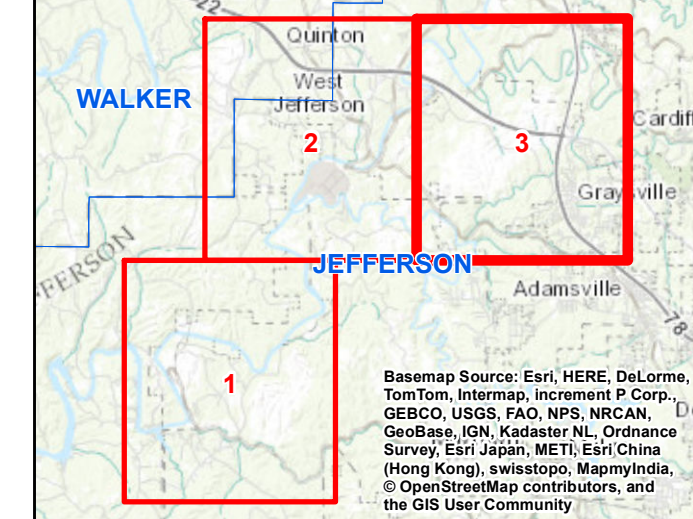 22
Quinton
West
Jefferson
WALKER
2
3
Cardiff
Graysville
JEFFERSON
JEFFERSON
Adamsville
78
1
Basemap Source: Esri, HERE, DeLorme,
TomTom, Intermap, increment P Corp.,
GEBCO, USGS, FAO, NPS, NRCAN,
GeoBase, IGN, Kadaster NL, Ordnance
Survey, Esri Japan, METI, Esri China
(Hong Kong), swisstopo, MapmyIndia,
© OpenStreetMap contributors, and
the GIS User Community